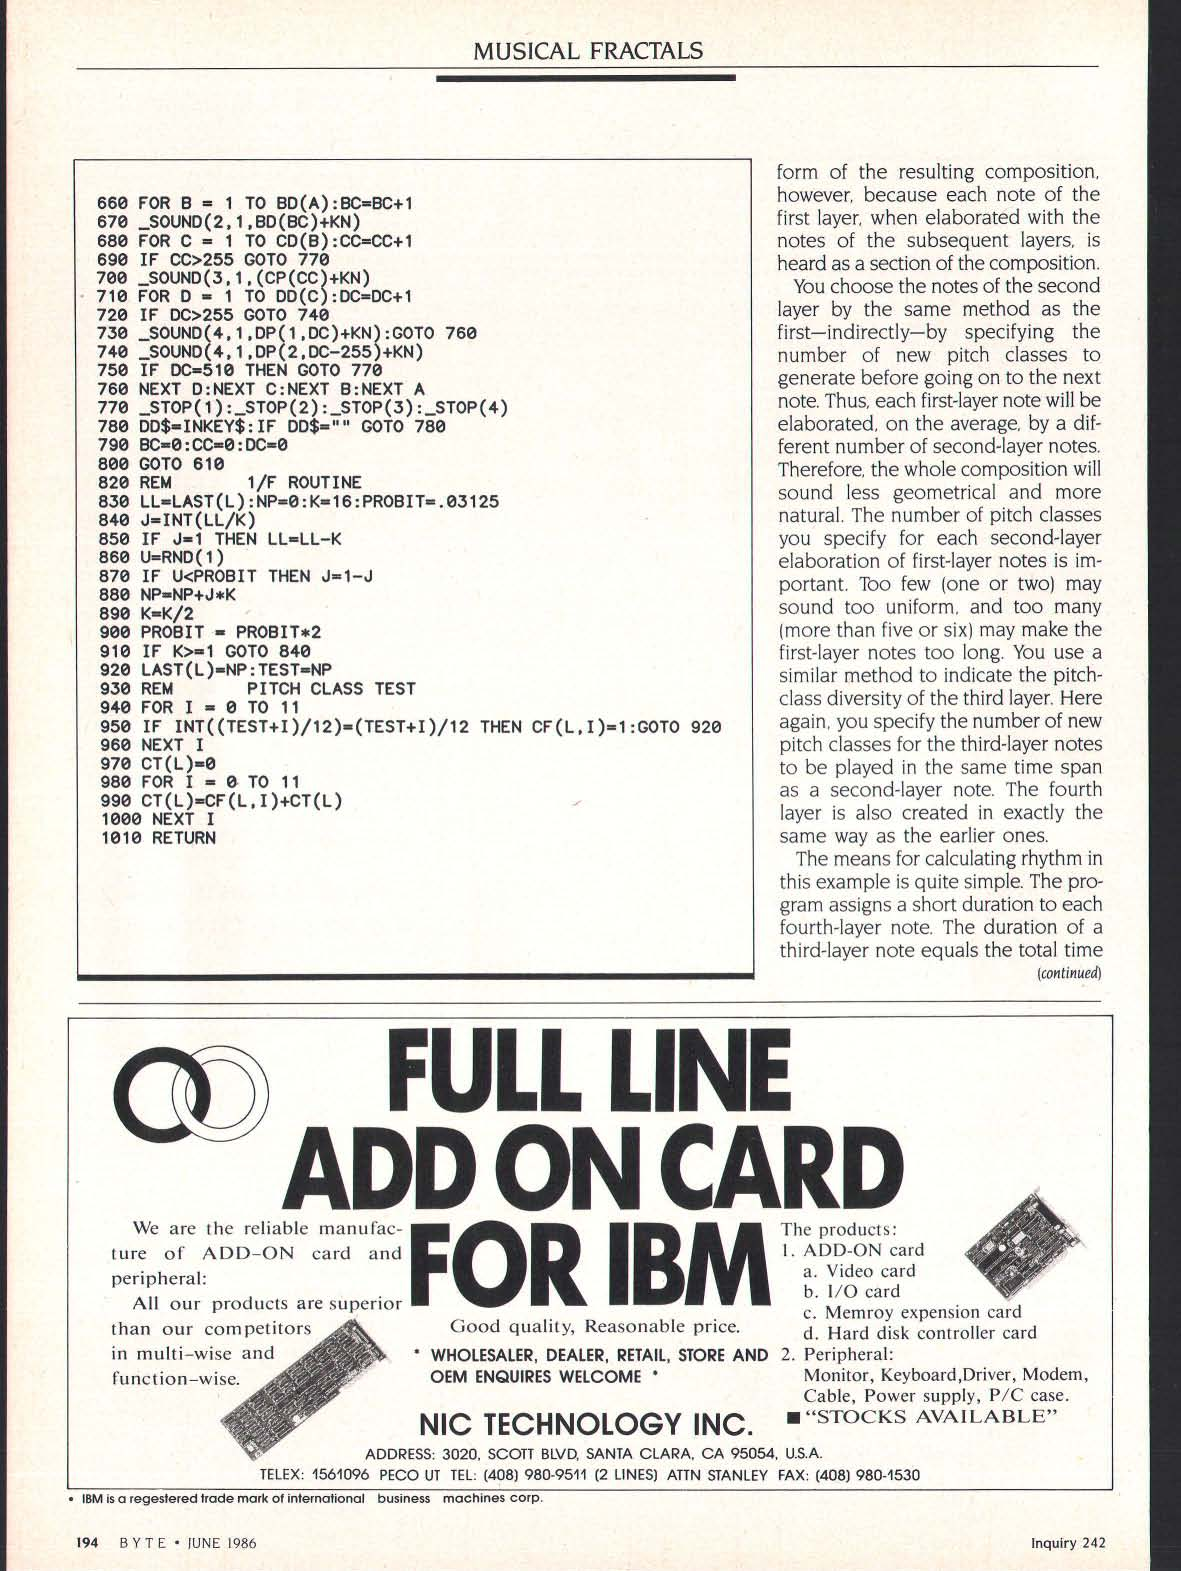 MUSICAL FRACTALS
660 FOR B = 1 TO BD(A):BC=BC+1
670 _SOUND(2,1,BD(BC)+KN)
680 FOR C = 1 TO CD(B):CC=CC+1
690 IF CC>255 GOTO 770
700 _SOUND(3,1,(CP(CC)+KN)
710 FOR D = 1 TO DD(C):DC=DC+1
720 IF DC>255 GOTO 740
730 _SOUND(4,1,DP(1,DC)+KN):GOTO 760
740 _SOUND(4,1,DP(2,DC-255)+KN)
750 IF DC=510 THEN GOTO 770
760 NEXT D:NEXT C:NEXT B:NEXT A
770 _STOP(1):_STOP(2):_STOP(3):_STOP(4)
780 DD$=INKEY$:IF DD$="" GOTO 780
790 BC=0:CC=0:DC=0
800 GOTO 610
820 REM 1/F ROUTINE
830 LL=LAST(L):NP=0:K=16:PROBIT=.03125
840 J=INT(LL/K)
850 IF J=1 THEN LL=LL-K
860 U=RND(1)
870 IF U<PROBIT THEN J=1-J
880 NP=NP+J*K
890 K=K/2
900 PROBIT = PROBIT*2
910 IF K>=1 GOTO 840
920 LAST(L)=NP:TEST=NP
930 REM PITCH CLASS TEST
940 FOR I = 0 TO 11
950 IF INT((TEST+I)/12)=(TEST+I)/12 THEN CF(L,I)=1:GOTO 920
960 NEXT I
970 CT(L)=0
980 FOR I = 0 TO 11
990 CT(L)=CF(L,I)+CT(L)
1000 NEXT I
1010 RETURN
form of the resulting composition,
however, because each note of the
first layer, when elaborated with the
notes of the subsequent layers, is
heard as a section of the composition.
You choose the notes of the second
layer by the same method as the
first—indirectly—by specifying the
number of new pitch classes to
generate before going on to the next
note. Thus, each first-layer note will be
elaborated, on the average, by a dif-
ferent number of second-layer notes.
Therefore, the whole composition will
sound less geometrical and more
natural. The number of pitch classes
you specify for each second-layer
elaboration of first-layer notes is im-
portant. Too few (one or two) may
sound too uniform, and too many
(more than five or six) may make the
first-layer notes too long. You use a
similar method to indicate the pitch-
class diversity of the third layer. Here
again, you specify the number of new
pitch classes for the third-layer notes
to be played in the same time span
as a second-layer note. The fourth
layer is also created in exactly the
same way as the earlier ones.
The means for calculating rhythm in
this example is quite simple. The pro-
gram assigns a short duration to each
fourth-layer note. The duration of a
third-layer note equals the total time
(continued)
FULL LINE
ADD ON CARD
FOR IBM
We are the reliable manufac-
ture of ADD-ON card and
peripheral:
All our products are superior
than our competitors
in multi-wise and
function-wise.
Good quality, Reasonable price.
* WHOLESALER, DEALER, RETAIL, STORE AND
OEM ENQUIRES WELCOME *
The products:
1. ADD-ON card
a. Video card
b. I/O card
c. Memroy expension card
d. Hard disk controller card
2. Peripheral:
Monitor, Keyboard,Driver, Modem,
Cable, Power supply, P/C case.
■ "STOCKS AVAILABLE"
NIC TECHNOLOGY INC.
ADDRESS: 3020, SCOTT BLVD, SANTA CLARA, CA 95054, U.S.A.
TELEX: 1561096 PECO UT TEL: (408) 980-9511 (2 LINES) ATTN STANLEY FAX: (408) 980-1530
• IBM is a regestered trade mark of international business machines corp.
194 BYTE • JUNE 1986
Inquiry 242